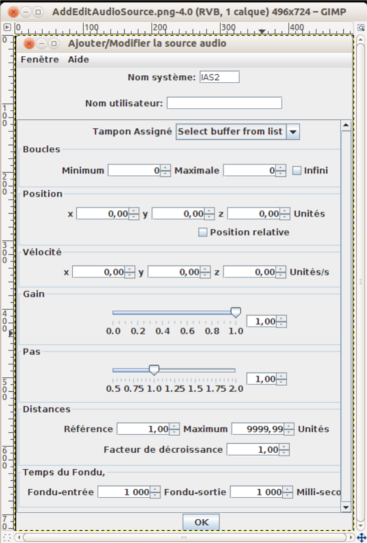 AddEditAudioSource.png-4.0 (RVB, 1 calque) 496x724 – GIMP
0 100 200 300 400
Ajouter/Modifier la source audio
Fenêtre Aide
Nom système: IAS2
Nom utilisateur:
Tampon Assigné Select buffer from list
Boucles
Minimum 0 Maximale 0 Infini
Position
x 0,00 y 0,00 z 0,00 Unités
Position relative
Vélocité
x 0,00 y 0,00 z 0,00 Unités/s
Gain
1,00
0.0 0.2 0.4 0.6 0.8 1.0
Pas
1,00
0.5 0.75 1.0 1.25 1.5 1.75 2.0
Distances
Référence 1,00 Maximum 9999,99 Unités
Facteur de décroissance 1,00
Temps du Fondu,
Fondu-entrée 1 000 Fondu-sortie 1 000 Milli-seco
OK